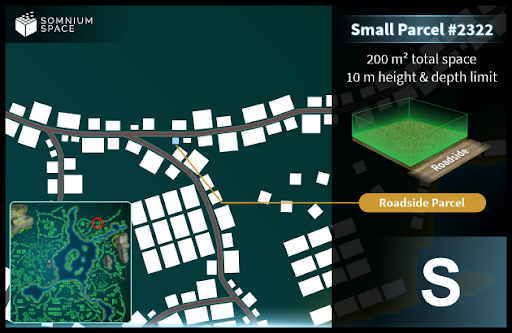 SOMNIUM
SPACE
Small Parcel #2322
200 m² total space
10 m height & depth limit
Roadside
Roadside Parcel
S